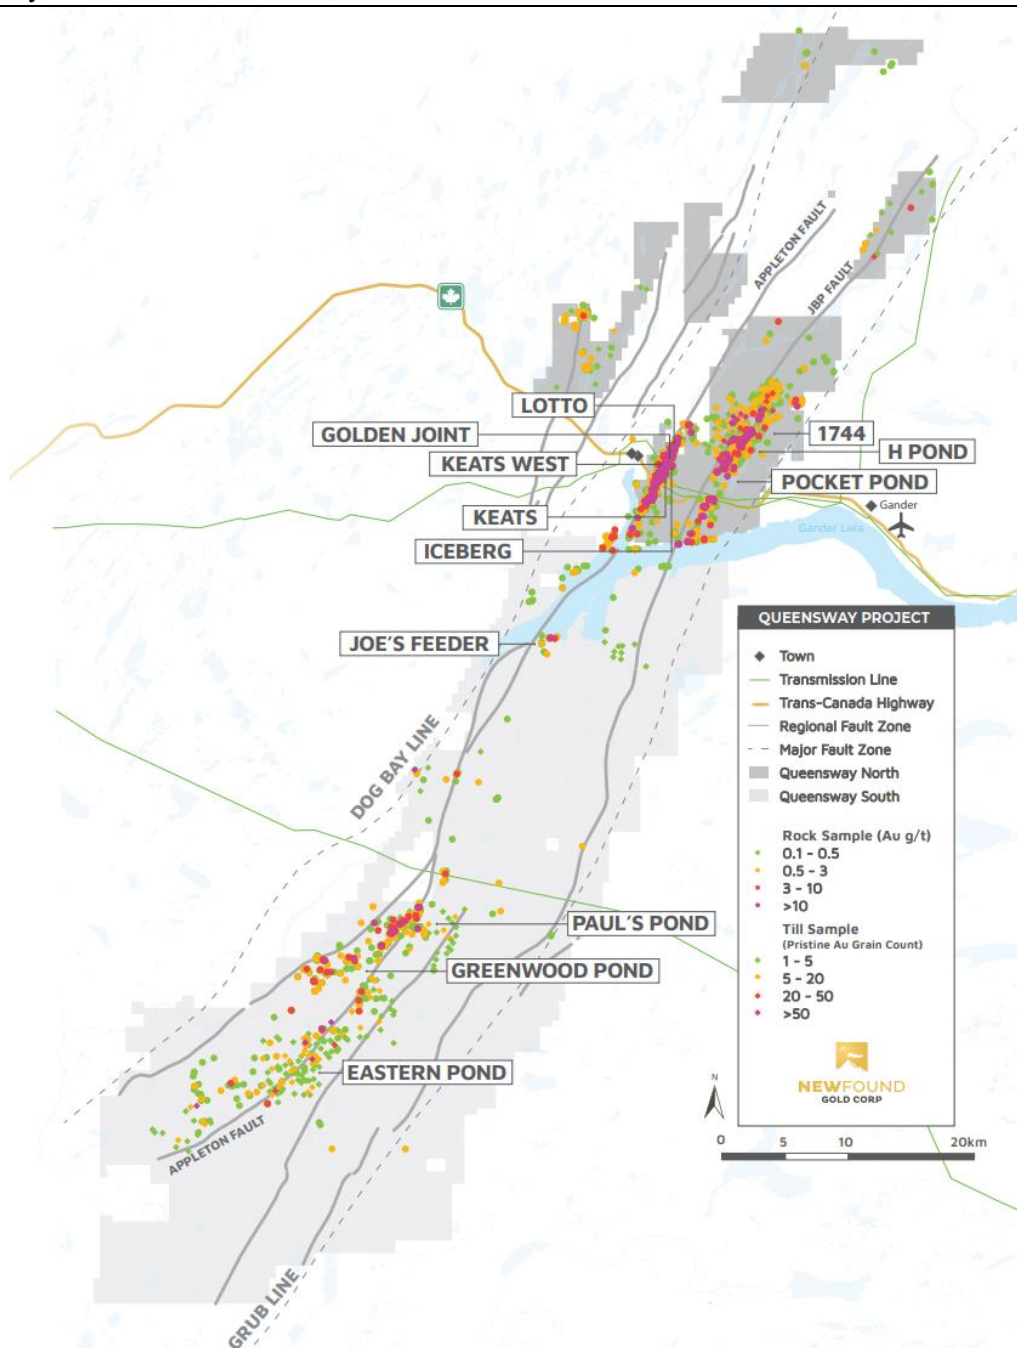 APPLETON FAULT
JBP FAULT
LOTTO
GOLDEN JOINT
1744
KEATS WEST
H POND
POCKET POND
KEATS
Gander
Gander Lake
ICEBERG
JOE'S FEEDER
DOG BAY LINE
PAUL'S POND
GREENWOOD POND
EASTERN POND
APPLETON FAULT
GRUB LINE
QUEENSWAY PROJECT
Town
Transmission Line
Trans-Canada Highway
Regional Fault Zone
Major Fault Zone
Queensway North
Queensway South
Rock Sample (Au g/t)
0.1 - 0.5
0.5 - 3
3 - 10
>10
Till Sample
(Pristine Au Grain Count)
1 - 5
5 - 20
20 - 50
>50
NEWFOUND
GOLD CORP
N
0 5 10 20km